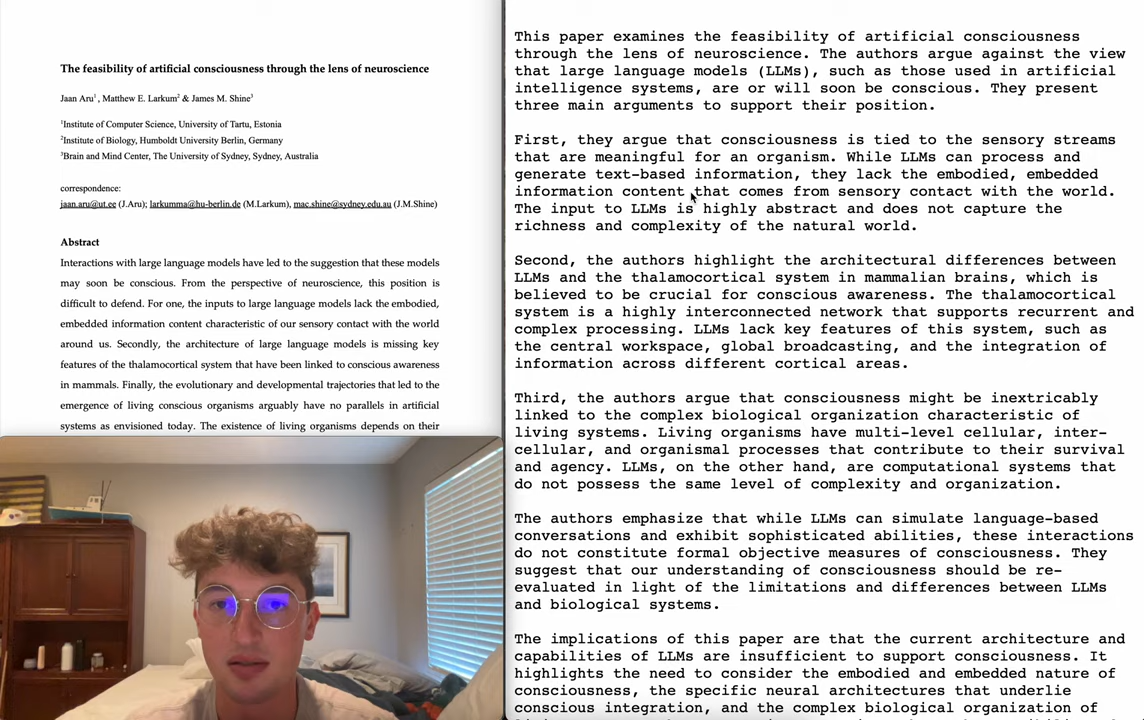 The feasibility of artificial consciousness through the lens of neuroscience
Jaan Aru¹, Matthew E. Larkum² & James M. Shine³
¹Institute of Computer Science, University of Tartu, Estonia
²Institute of Biology, Humboldt University Berlin, Germany
³Brain and Mind Center, The University of Sydney, Sydney, Australia
correspondence:
jaan.aru@ut.ee (J.Aru); larkumma@hu-berlin.de (M.Larkum), mac.shine@sydney.edu.au (J.M.Shine)
Abstract
Interactions with large language models have led to the suggestion that these models
may soon be conscious. From the perspective of neuroscience, this position is
difficult to defend. For one, the inputs to large language models lack the embodied,
embedded information content characteristic of our sensory contact with the world
around us. Secondly, the architecture of large language models is missing key
features of the thalamocortical system that have been linked to conscious awareness
in mammals. Finally, the evolutionary and developmental trajectories that led to the
emergence of living conscious organisms arguably have no parallels in artificial
systems as envisioned today. The existence of living organisms depends on their
This paper examines the feasibility of artificial consciousness
through the lens of neuroscience. The authors argue against the view
that large language models (LLMs), such as those used in artificial
intelligence systems, are or will soon be conscious. They present
three main arguments to support their position.
First, they argue that consciousness is tied to the sensory streams
that are meaningful for an organism. While LLMs can process and
generate text-based information, they lack the embodied, embedded
information content that comes from sensory contact with the world.
The input to LLMs is highly abstract and does not capture the
richness and complexity of the natural world.
Second, the authors highlight the architectural differences between
LLMs and the thalamocortical system in mammalian brains, which is
believed to be crucial for conscious awareness. The thalamocortical
system is a highly interconnected network that supports recurrent and
complex processing. LLMs lack key features of this system, such as
the central workspace, global broadcasting, and the integration of
information across different cortical areas.
Third, the authors argue that consciousness might be inextricably
linked to the complex biological organization characteristic of
living systems. Living organisms have multi-level cellular, inter-
cellular, and organismal processes that contribute to their survival
and agency. LLMs, on the other hand, are computational systems that
do not possess the same level of complexity and organization.
The authors emphasize that while LLMs can simulate language-based
conversations and exhibit sophisticated abilities, these interactions
do not constitute formal objective measures of consciousness. They
suggest that our understanding of consciousness should be re-
evaluated in light of the limitations and differences between LLMs
and biological systems.
The implications of this paper are that the current architecture and
capabilities of LLMs are insufficient to support consciousness. It
highlights the need to consider the embodied and embedded nature of
consciousness, the specific neural architectures that underlie
conscious integration, and the complex biological organization of